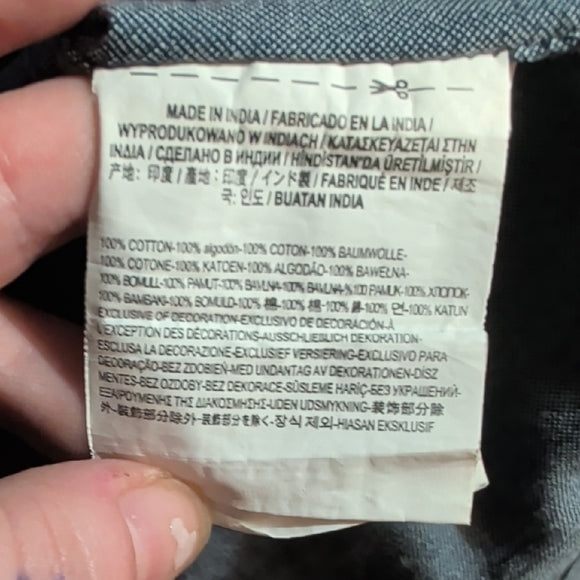 MADE IN INDIA / FABRICADO EN LA INDIA /
WYPRODUKOWANO W INDIACH / ΚΑΤΑΣΚΕΥΑΖΕΤΑΙ ΣΤΗΝ
ΙΝΔΙΑ / СДЕЛАНО В ИНДИИ / HİNDİSTAN'DA ÜRETİLMİŞTİR /
产地: 印度 / 產地: 印度 / インド製 / FABRIQUÉ EN INDE / 제조
국: 인도 / BUATAN INDIA
100% COTTON-100% algodón-100% COTON-100% BAUMWOLLE-
100% COTONE-100% KATOEN-100% ALGODÃO-100% BAWEŁNA-
100% BOMULL-100% PAMUT-100% BAVLNA-100% BAVLNA-%100 PAMUK-100% ХЛОПОК-
100% ΒΑΜΒΑΚΙ-100% BOMULD-100% 棉-100% 棉-100% 綿-100% 면-100% KATUN
EXCLUSIVE OF DECORATION-EXCLUSIVO DE DECORACIÓN-À
L'EXCEPTION DES DÉCORATIONS-AUSSCHLIEßLICH DEKORATION-
ESCLUSA LA DECORAZIONE-EXCLUSIEF VERSIERING-EXCLUSIVO PARA
DECORAÇÃO-BEZ ZDOBIEŃ-MED UNDANTAG AV DEKORATIONEN-DÍSZ
MENTES-BEZ OZDOBY-BEZ DEKORACE-SÜSLEME HARİÇ-БЕЗ УКРАШЕНИЙ-
ΕΞΑΙΡΟΥΜΕΝΗΣ ΤΗΣ ΔΙΑΚΟΣΜΗΣΗΣ-UDEN UDSMYKNING-装饰部分除
外-裝飾部分除外-装飾部分を除く-장식 제외-HIASAN EKSKLUSIF